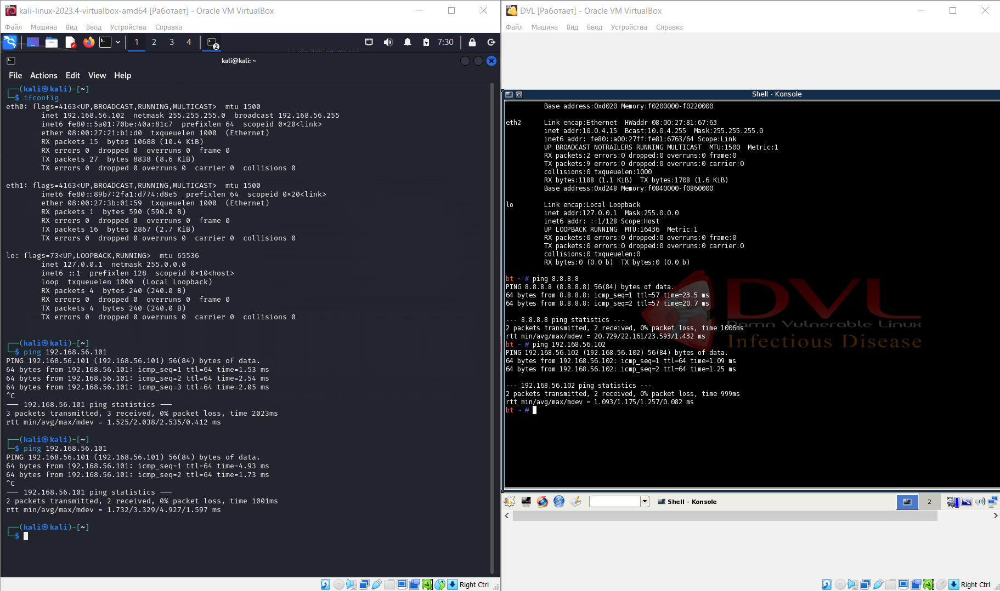 kali-linux-2023.4-virtualbox-amd64 [Работает] - Oracle VM VirtualBox
Файл Машина Вид Ввод Устройства Справка
1 2 3 4 2 7:30
kali@kali: ~
File Actions Edit View Help
┌──(kali㉿kali)-[~]
└─$ ifconfig
eth0: flags=4163<UP,BROADCAST,RUNNING,MULTICAST>  mtu 1500
        inet 192.168.56.102  netmask 255.255.255.0  broadcast 192.168.56.255
        inet6 fe80::5a01:70be:40a:81c7  prefixlen 64  scopeid 0×20<link>
        ether 08:00:27:21:b1:d0  txqueuelen 1000  (Ethernet)
        RX packets 15  bytes 10688 (10.4 KiB)
        RX errors 0  dropped 0  overruns 0  frame 0
        TX packets 27  bytes 8838 (8.6 KiB)
        TX errors 0  dropped 0 overruns 0  carrier 0  collisions 0
eth1: flags=4163<UP,BROADCAST,RUNNING,MULTICAST>  mtu 1500
        inet6 fe80::89b7:2fa1:d774:d8e5  prefixlen 64  scopeid 0×20<link>
        ether 08:00:27:3b:01:59  txqueuelen 1000  (Ethernet)
        RX packets 1  bytes 590 (590.0 B)
        RX errors 0  dropped 0  overruns 0  frame 0
        TX packets 16  bytes 2867 (2.7 KiB)
        TX errors 0  dropped 0 overruns 0  carrier 0  collisions 0
lo: flags=73<UP,LOOPBACK,RUNNING>  mtu 65536
        inet 127.0.0.1  netmask 255.0.0.0
        inet6 ::1  prefixlen 128  scopeid 0×10<host>
        loop  txqueuelen 1000  (Local Loopback)
        RX packets 4  bytes 240 (240.0 B)
        RX errors 0  dropped 0  overruns 0  frame 0
        TX packets 4  bytes 240 (240.0 B)
        TX errors 0  dropped 0 overruns 0  carrier 0  collisions 0
┌──(kali㉿kali)-[~]
└─$ ping 192.168.56.101
PING 192.168.56.101 (192.168.56.101) 56(84) bytes of data.
64 bytes from 192.168.56.101: icmp_seq=1 ttl=64 time=1.53 ms
64 bytes from 192.168.56.101: icmp_seq=2 ttl=64 time=2.54 ms
64 bytes from 192.168.56.101: icmp_seq=3 ttl=64 time=2.05 ms
^C
--- 192.168.56.101 ping statistics ---
3 packets transmitted, 3 received, 0% packet loss, time 2023ms
rtt min/avg/max/mdev = 1.525/2.038/2.535/0.412 ms
┌──(kali㉿kali)-[~]
└─$ ping 192.168.56.101
PING 192.168.56.101 (192.168.56.101) 56(84) bytes of data.
64 bytes from 192.168.56.101: icmp_seq=1 ttl=64 time=4.93 ms
64 bytes from 192.168.56.101: icmp_seq=2 ttl=64 time=1.73 ms
^C
--- 192.168.56.101 ping statistics ---
2 packets transmitted, 2 received, 0% packet loss, time 1001ms
rtt min/avg/max/mdev = 1.732/3.329/4.927/1.597 ms
┌──(kali㉿kali)-[~]
└─$
Right Ctrl
DVL [Работает] - Oracle VM VirtualBox
Файл Машина Вид Ввод Устройства Справка
Shell - Konsole
          Base address:0xd020 Memory:f0200000-f0220000
eth2      Link encap:Ethernet  HWaddr 08:00:27:81:67:63
          inet addr:10.0.4.15  Bcast:10.0.4.255  Mask:255.255.255.0
          inet6 addr: fe80::a00:27ff:fe81:6763/64 Scope:Link
          UP BROADCAST NOTRAILERS RUNNING MULTICAST  MTU:1500  Metric:1
          RX packets:2 errors:0 dropped:0 overruns:0 frame:0
          TX packets:9 errors:0 dropped:0 overruns:0 carrier:0
          collisions:0 txqueuelen:1000
          RX bytes:1188 (1.1 KiB)  TX bytes:1708 (1.6 KiB)
          Base address:0xd248 Memory:f0840000-f0860000
lo        Link encap:Local Loopback
          inet addr:127.0.0.1  Mask:255.0.0.0
          inet6 addr: ::1/128 Scope:Host
          UP LOOPBACK RUNNING  MTU:16436  Metric:1
          RX packets:0 errors:0 dropped:0 overruns:0 frame:0
          TX packets:0 errors:0 dropped:0 overruns:0 carrier:0
          collisions:0 txqueuelen:0
          RX bytes:0 (0.0 b)  TX bytes:0 (0.0 b)
bt ~ # ping 8.8.8.8
PING 8.8.8.8 (8.8.8.8) 56(84) bytes of data.
64 bytes from 8.8.8.8: icmp_seq=1 ttl=57 time=23.5 ms
64 bytes from 8.8.8.8: icmp_seq=2 ttl=57 time=20.7 ms
--- 8.8.8.8 ping statistics ---
2 packets transmitted, 2 received, 0% packet loss, time 1006ms
rtt min/avg/max/mdev = 20.729/22.161/23.593/1.432 ms
bt ~ # ping 192.168.56.102
PING 192.168.56.102 (192.168.56.102) 56(84) bytes of data.
64 bytes from 192.168.56.102: icmp_seq=1 ttl=64 time=1.09 ms
64 bytes from 192.168.56.102: icmp_seq=2 ttl=64 time=1.25 ms
--- 192.168.56.102 ping statistics ---
2 packets transmitted, 2 received, 0% packet loss, time 999ms
rtt min/avg/max/mdev = 1.093/1.175/1.257/0.082 ms
bt ~ #
DVL
Damn Vulnerable Linux
Infectious Disease
Shell - Konsole 2
Right Ctrl